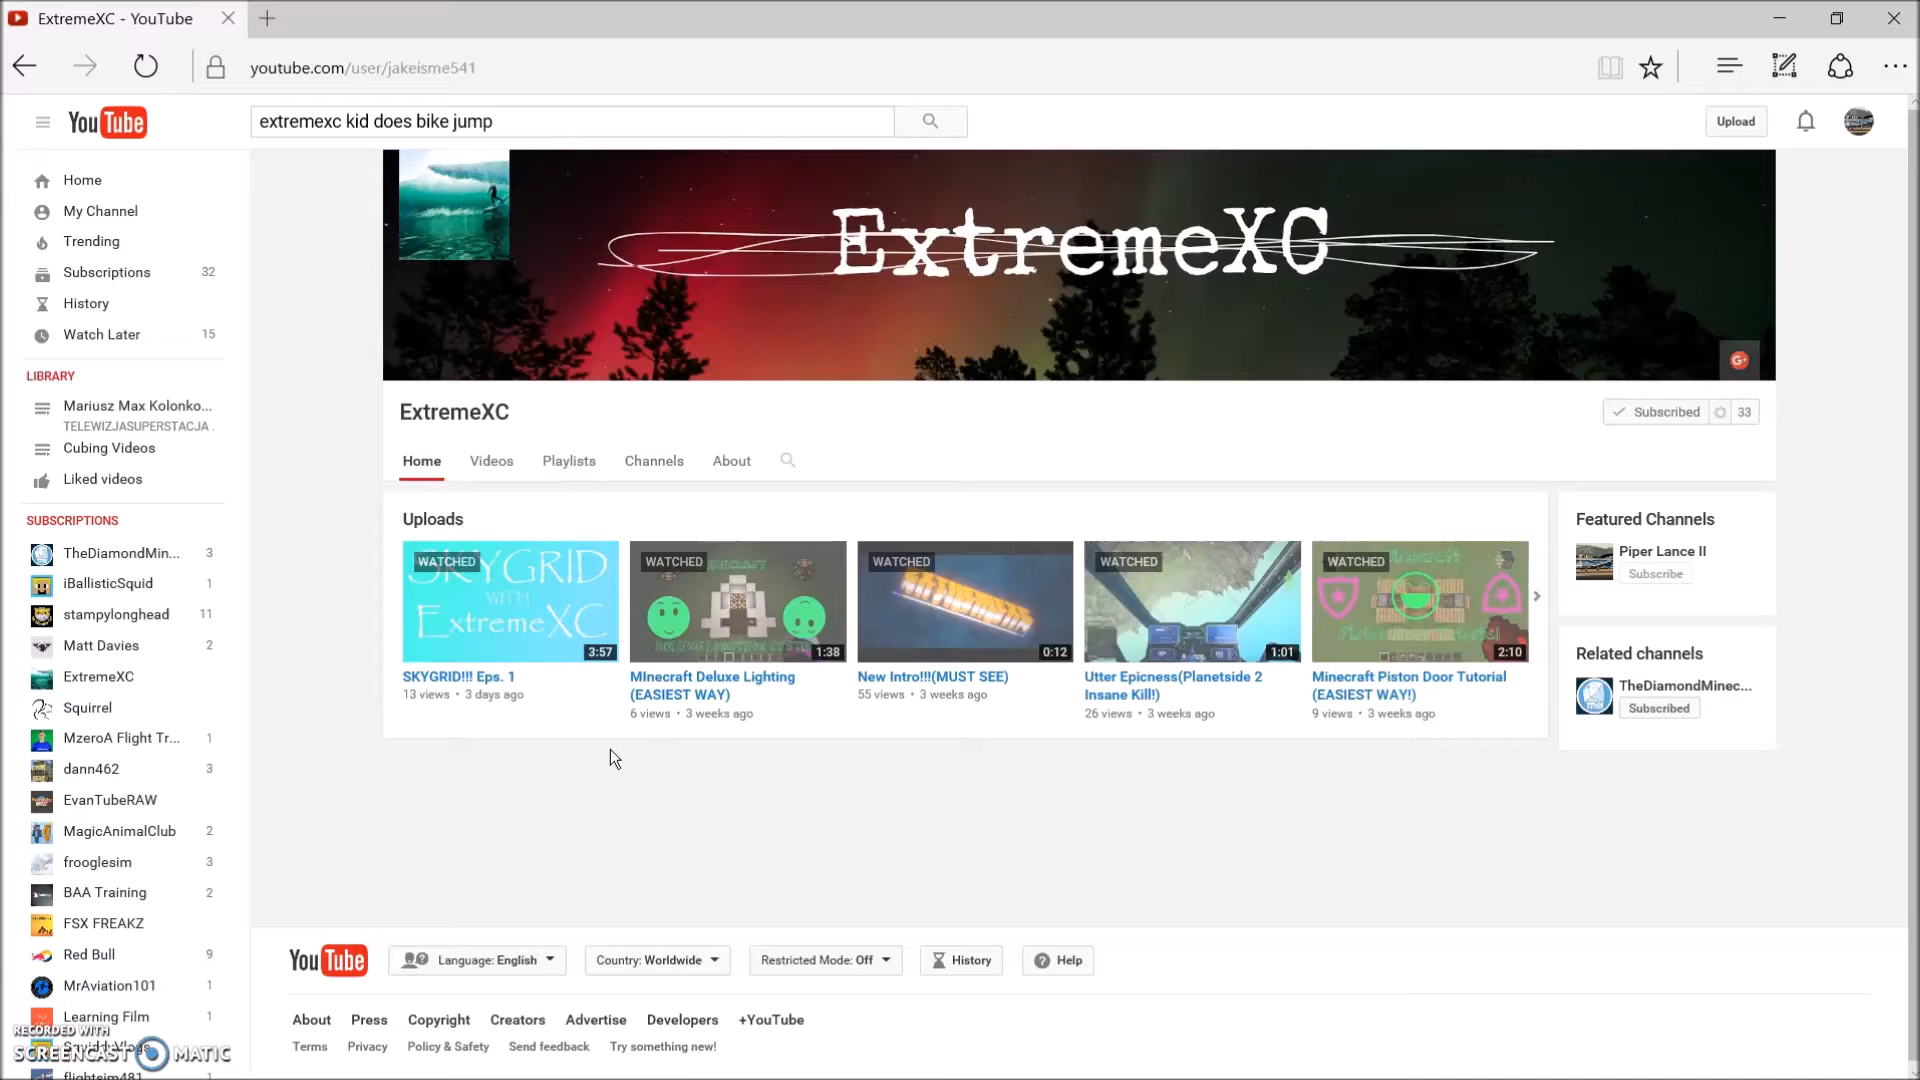 ExtremeXC - YouTube
youtube.com/user/jakeisme541
YouTube
extremexc kid does bike jump
Upload
Home
My Channel
Trending
Subscriptions 32
History
Watch Later 15
LIBRARY
Mariusz Max Kolonko...
TELEWIZJASUPERSTACJA .
Cubing Videos
Liked videos
SUBSCRIPTIONS
TheDiamondMin... 3
iBallisticSquid 1
stampylonghead 11
Matt Davies 2
ExtremeXC
Squirrel
MzeroA Flight Tr... 1
dann462 3
EvanTubeRAW
MagicAnimalClub 2
frooglesim 3
BAA Training 2
FSX FREAKZ
Red Bull 9
MrAviation101 1
Learning Film 1
flightsim481 1
RECORDED WITH
SCREENCAST MATIC
ExtremeXC
G+
ExtremeXC
Subscribed 33
Home Videos Playlists Channels About
Uploads
WATCHED
SKYGRID
WITH
ExtremeXC
3:57
SKYGRID!!! Eps. 1
13 views • 3 days ago
WATCHED
1:38
MInecraft Deluxe Lighting
(EASIEST WAY)
6 views • 3 weeks ago
WATCHED
0:12
New Intro!!!(MUST SEE)
55 views • 3 weeks ago
WATCHED
1:01
Utter Epicness(Planetside 2
Insane Kill!)
26 views • 3 weeks ago
WATCHED
Minecraft
2:10
Minecraft Piston Door Tutorial
(EASIEST WAY!)
9 views • 3 weeks ago
Featured Channels
Piper Lance II
Subscribe
Related channels
TheDiamondMinec...
Subscribed
YouTube
Language: English
Country: Worldwide
Restricted Mode: Off
History
Help
About Press Copyright Creators Advertise Developers +YouTube
Terms Privacy Policy & Safety Send feedback Try something new!